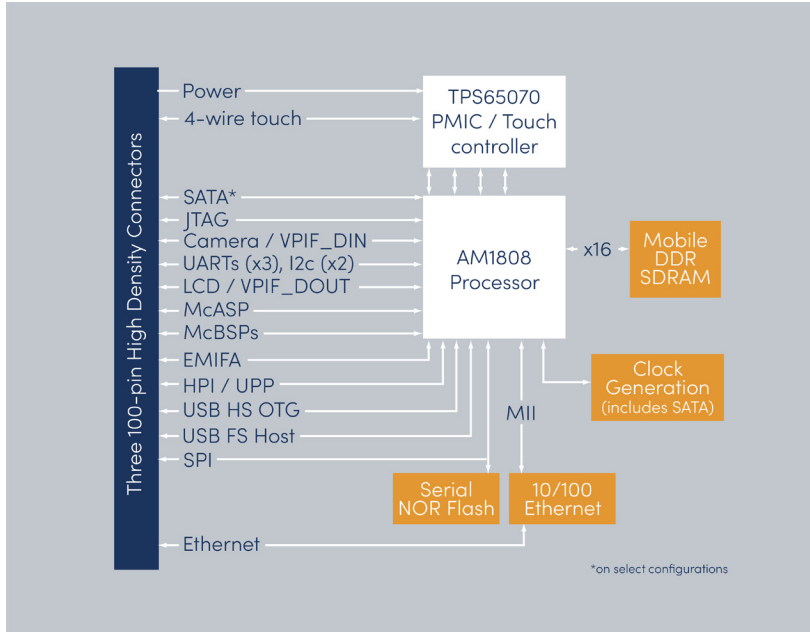 Three 100-pin High Density Connectors
Power
4-wire touch
TPS65070
PMIC / Touch
controller
SATA*
JTAG
Camera / VPIF_DIN
UARTs (x3), I2c (x2)
LCD / VPIF_DOUT
McASP
McBSPs
EMIFA
HPI / UPP
USB HS OTG
USB FS Host
SPI
Ethernet
AM1808
Processor
x16
Mobile
DDR
SDRAM
Clock
Generation
(includes SATA)
MII
Serial
NOR Flash
10/100
Ethernet
*on select configurations